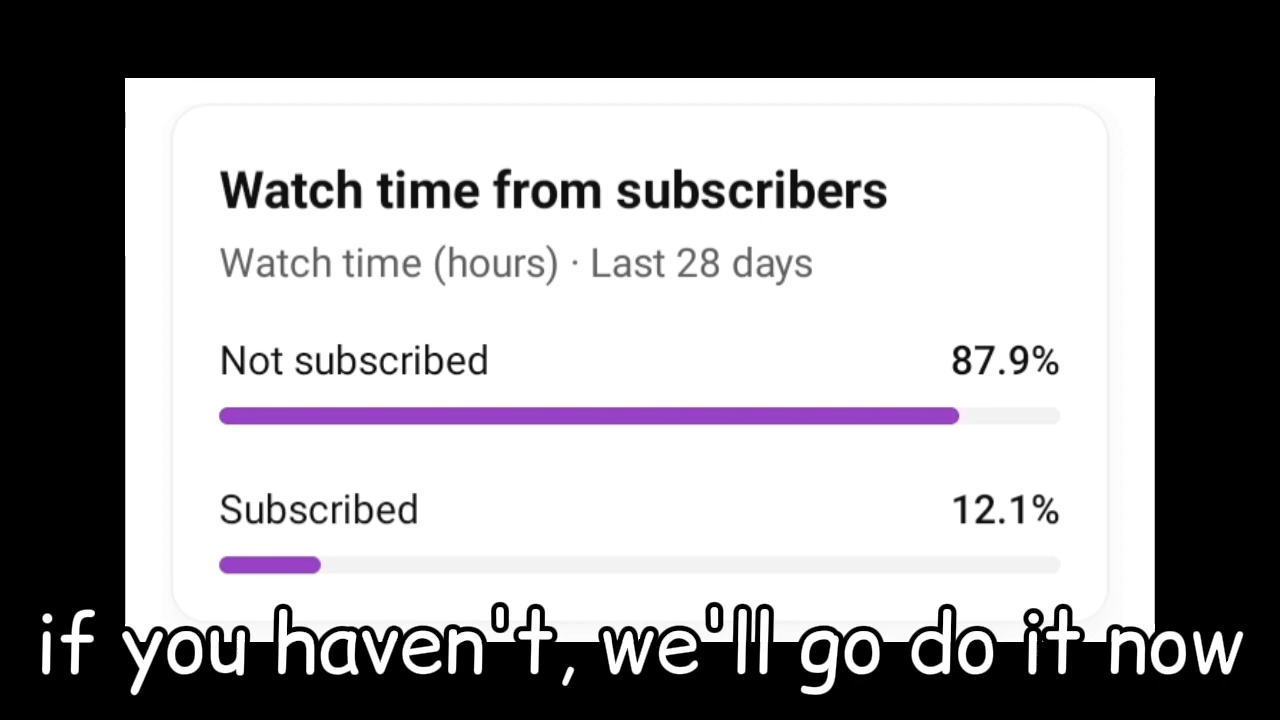 Watch time from subscribers
Watch time (hours) · Last 28 days
Not subscribed 87.9%
Subscribed 12.1%
if you haven't, we'll go do it now